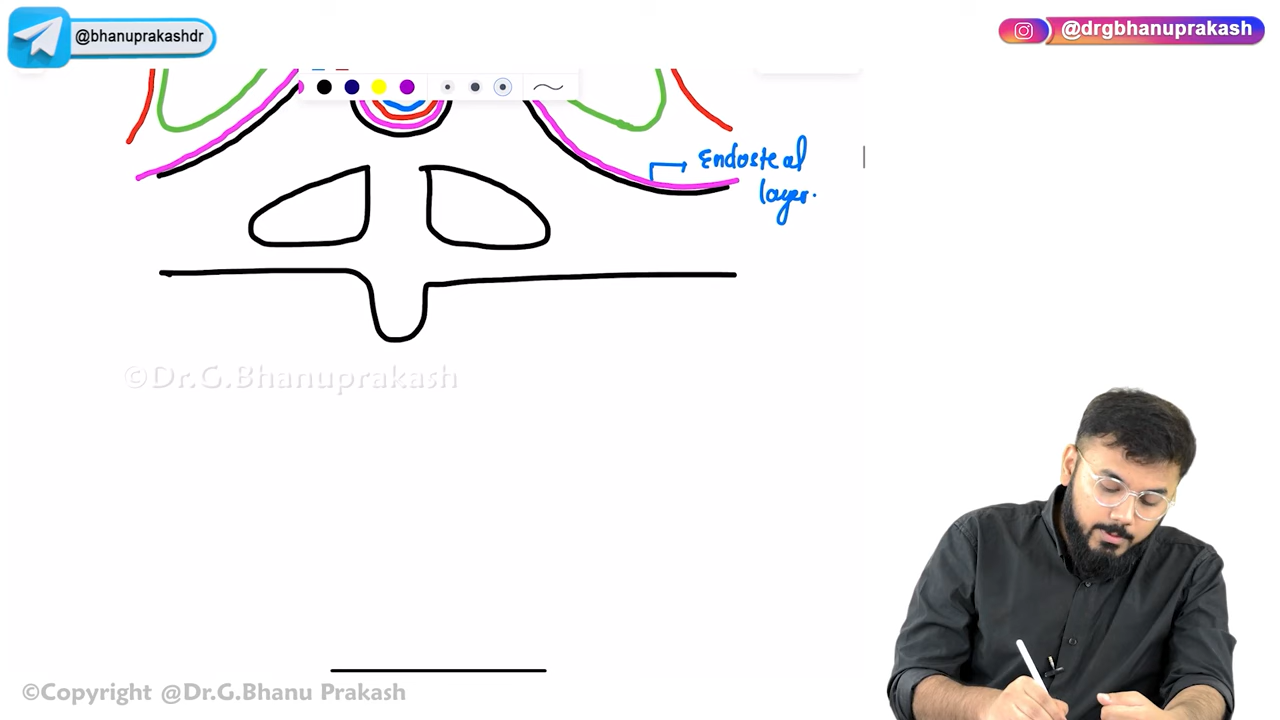 @bhanuprakashdr
@drgbhanuprakash
Endosteal
layer.
©Dr.G.Bhanuprakash
©Copyright @Dr.G.Bhanu Prakash